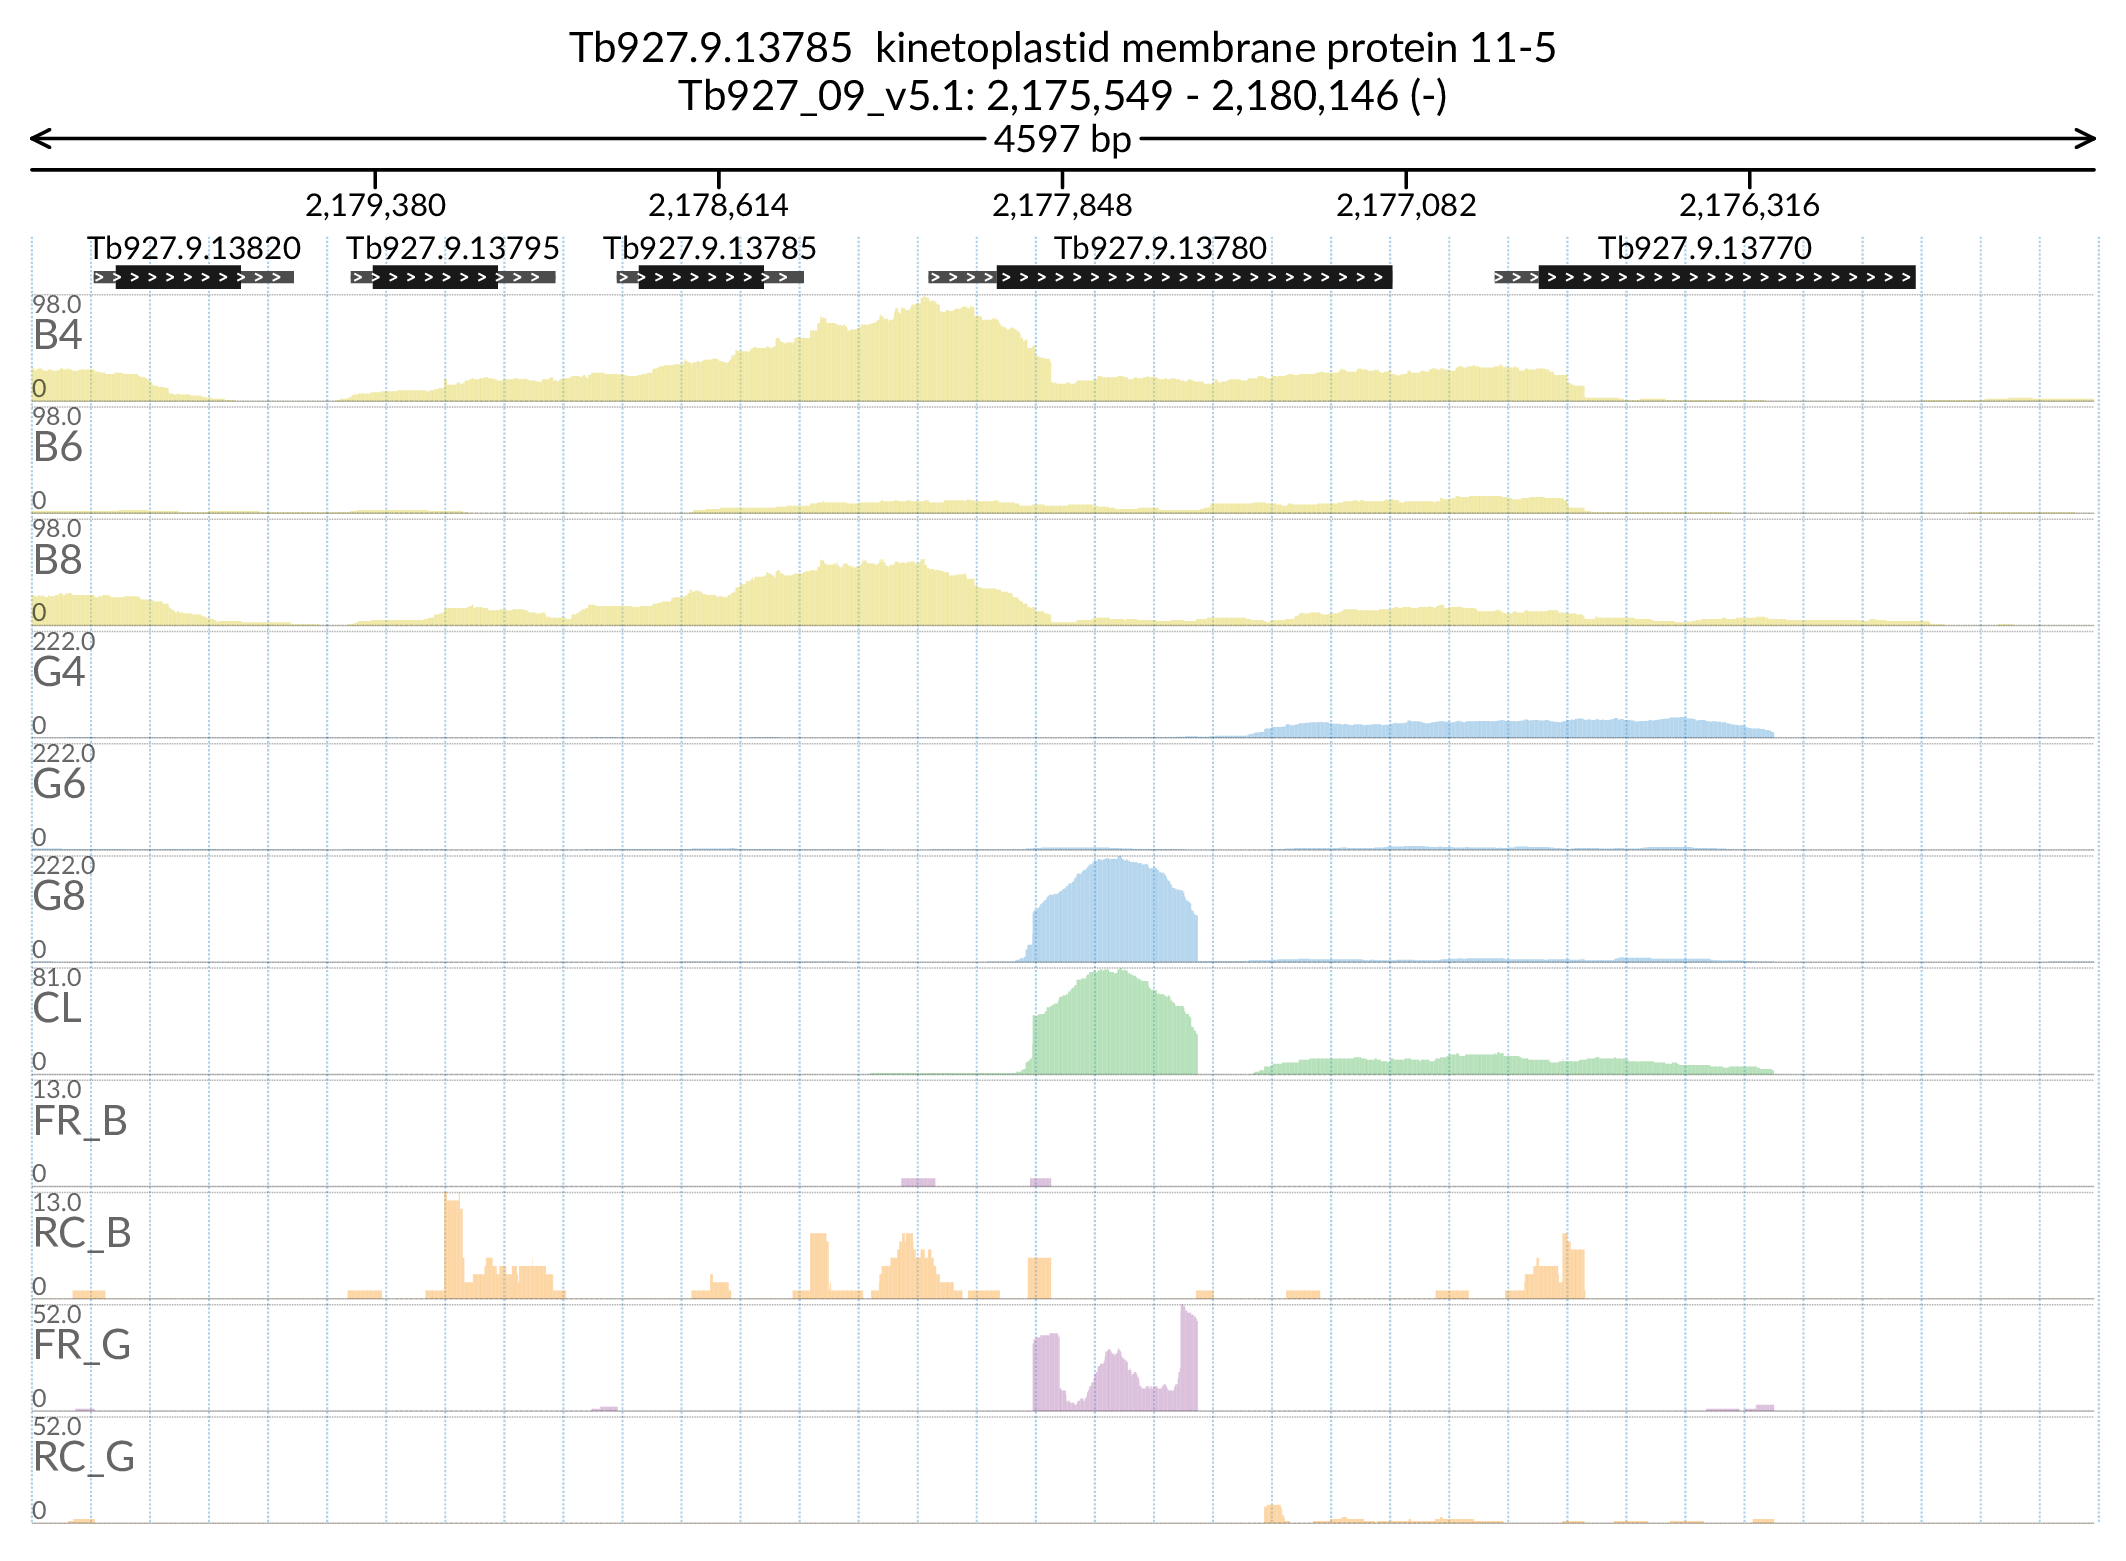 Tb927.9.13785 kinetoplastid membrane protein 11-5
Tb927_09_v5.1: 2,175,549 - 2,180,146 (-)
4597 bp
2,179,380 2,178,614 2,177,848 2,177,082 2,176,316
Tb927.9.13820 Tb927.9.13795 Tb927.9.13785 Tb927.9.13780 Tb927.9.13770
98.0
B4
0
98.0
B6
0
98.0
B8
0
222.0
G4
0
222.0
G6
0
222.0
G8
0
81.0
CL
0
13.0
FR_B
0
13.0
RC_B
0
52.0
FR_G
0
52.0
RC_G
0